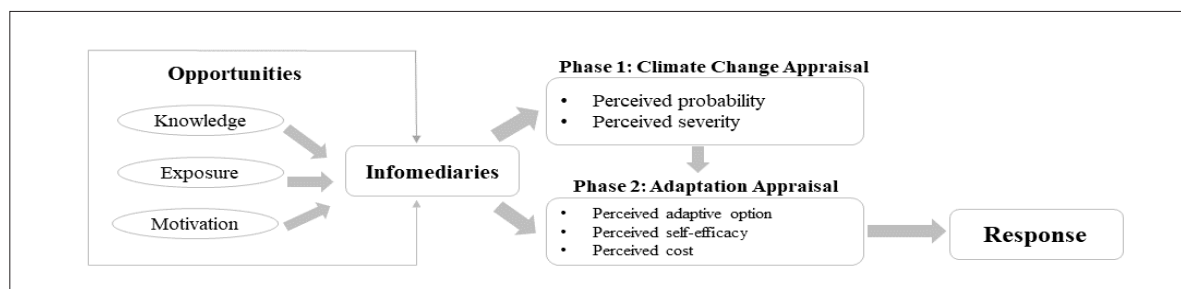 Opportunities
Knowledge
Exposure
Motivation
Infomediaries
Phase 1: Climate Change Appraisal
• Perceived probability
• Perceived severity
Phase 2: Adaptation Appraisal
• Perceived adaptive option
• Perceived self-efficacy
• Perceived cost
Response